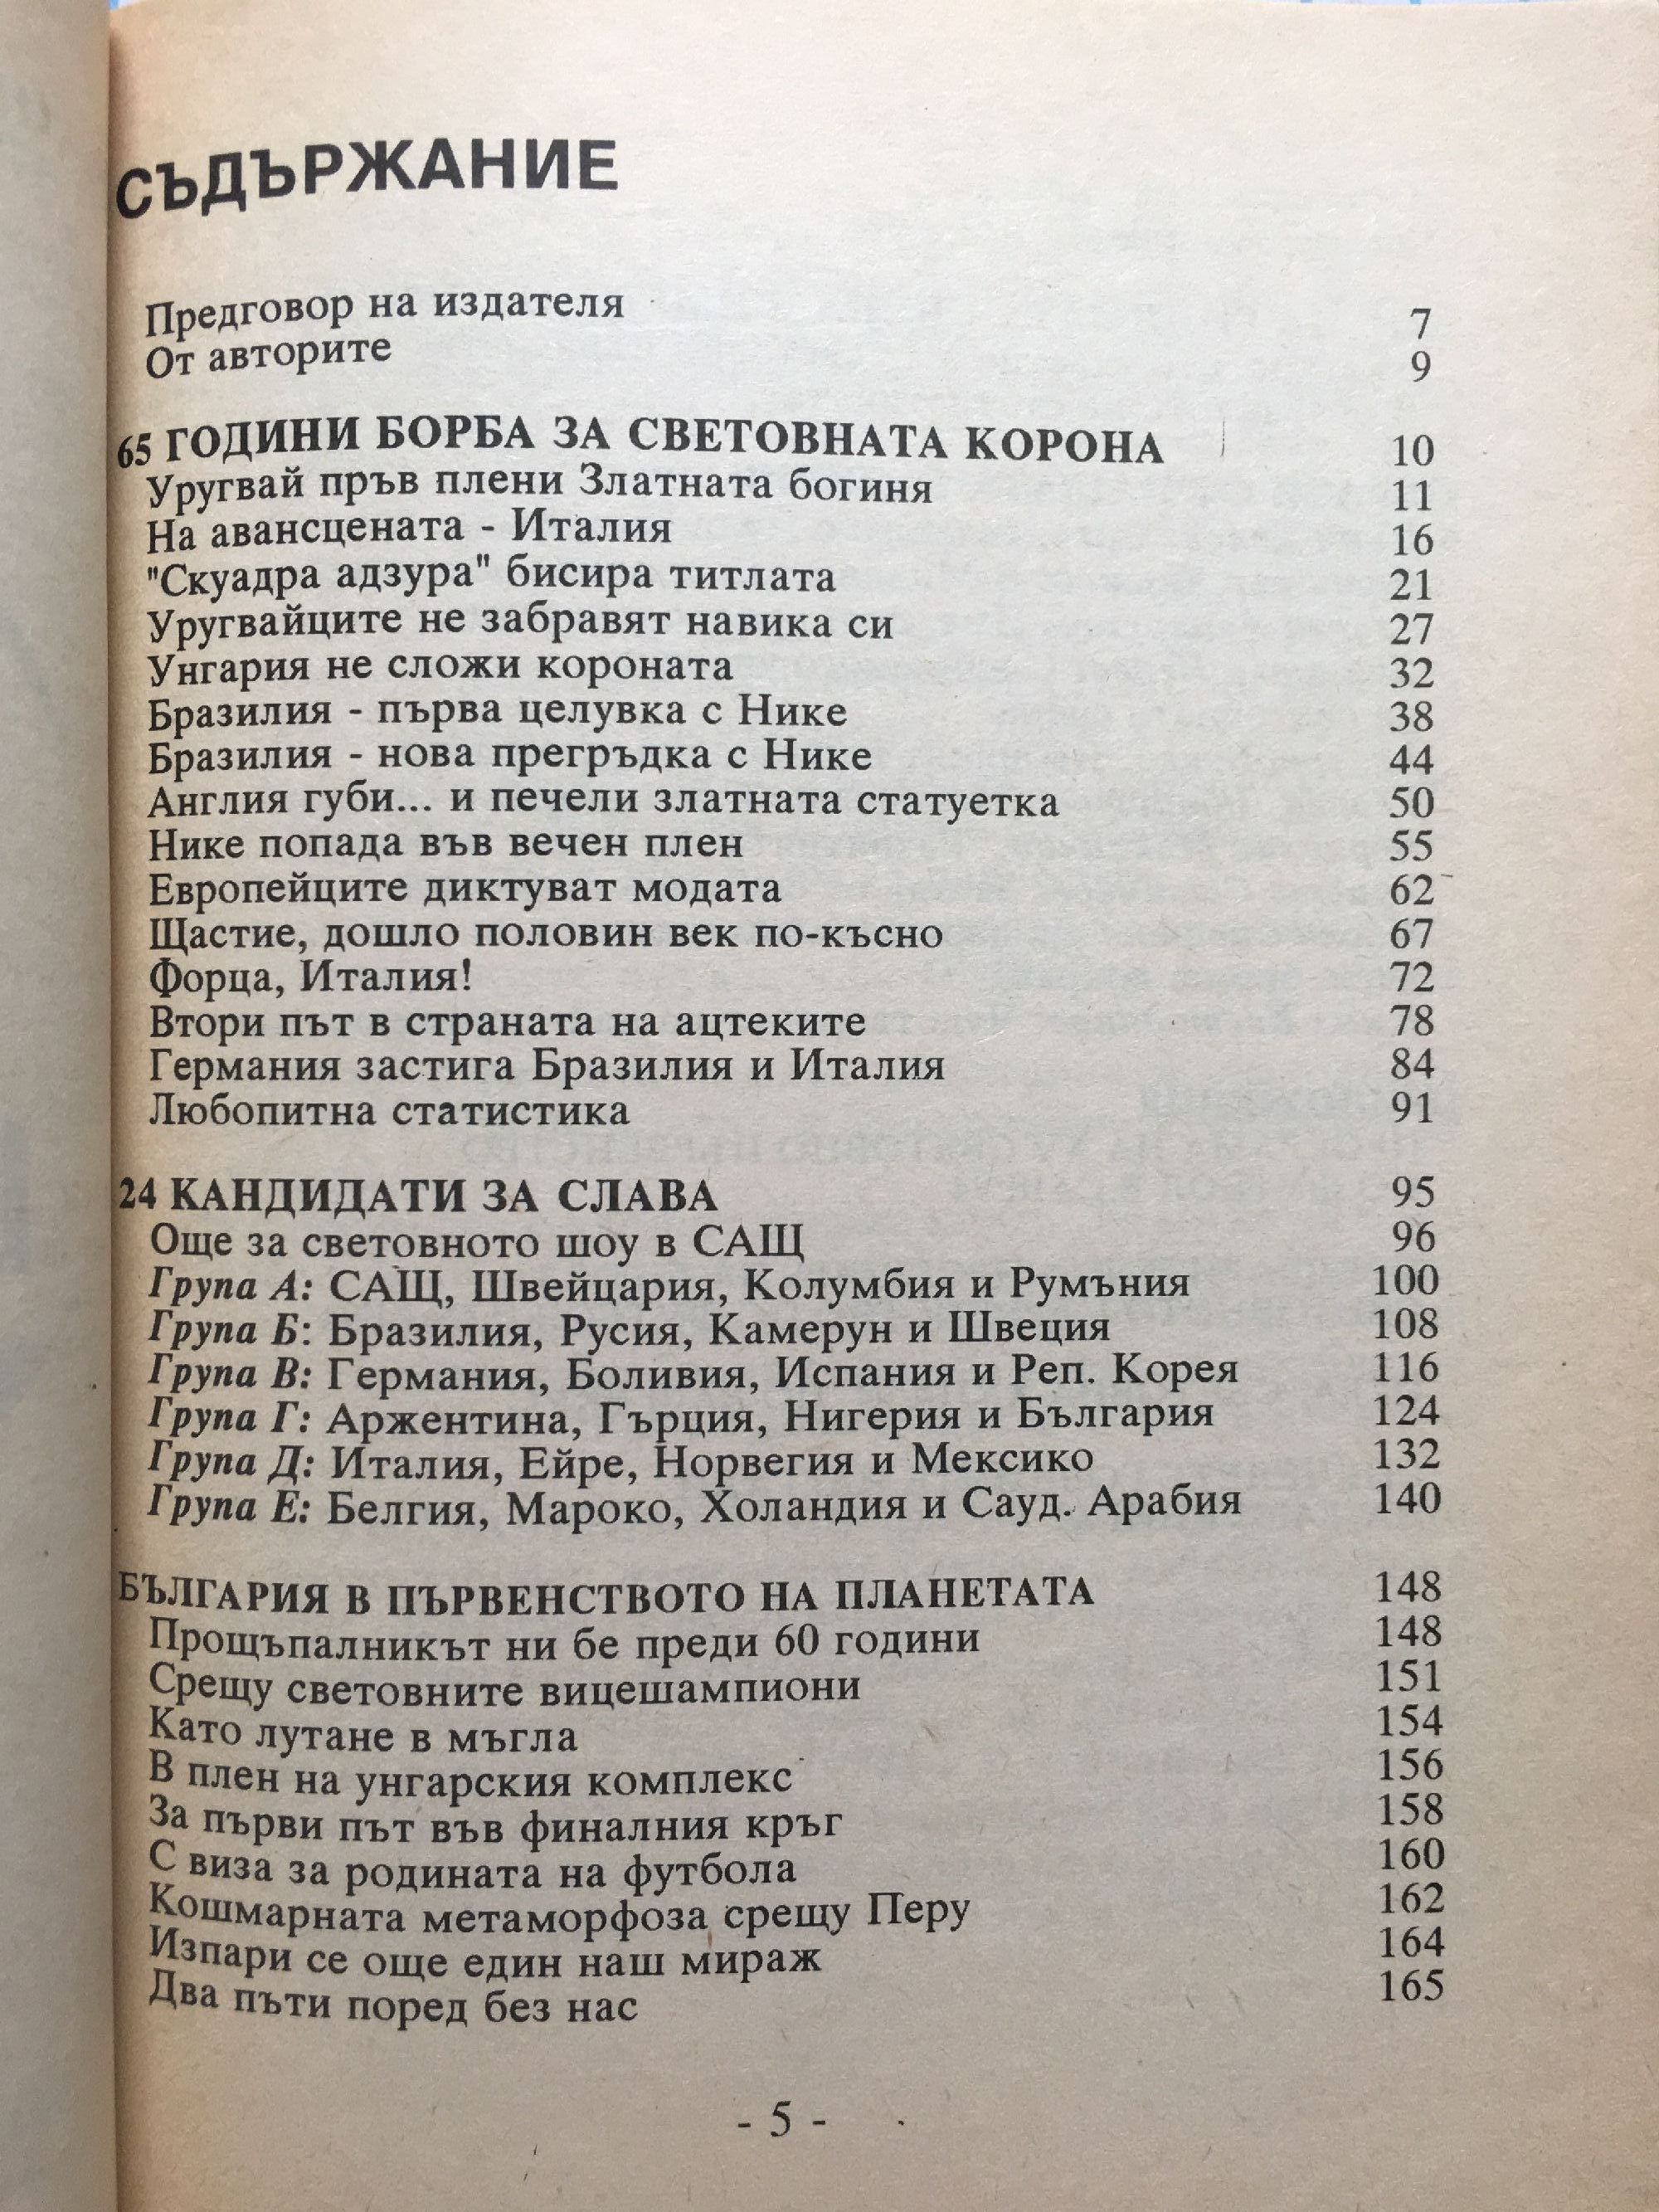 СЪДЪРЖАНИЕ
Предговор на издателя 7
От авторите 9
65 ГОДИНИ БОРБА ЗА СВЕТОВНАТА КОРОНА 10
Уругвай пръв плени Златната богиня 11
На авансцената - Италия 16
"Скуадра адзура" бисира титлата 21
Уругвайците не забравят навика си 27
Унгария не сложи короната 32
Бразилия - първа целувка с Нике 38
Бразилия - нова прегръдка с Нике 44
Англия губи... и печели златната статуетка 50
Нике попада във вечен плен 55
Европейците диктуват модата 62
Щастие, дошло половин век по-късно 67
Форца, Италия! 72
Втори път в страната на ацтеките 78
Германия застига Бразилия и Италия 84
Любопитна статистика 91
24 КАНДИДАТИ ЗА СЛАВА 95
Още за световното шоу в САЩ 96
Група А: САЩ, Швейцария, Колумбия и Румъния 100
Група Б: Бразилия, Русия, Камерун и Швеция 108
Група В: Германия, Боливия, Испания и Реп. Корея 116
Група Г: Аржентина, Гърция, Нигерия и България 124
Група Д: Италия, Ейре, Норвегия и Мексико 132
Група Е: Белгия, Мароко, Холандия и Сауд. Арабия 140
БЪЛГАРИЯ В ПЪРВЕНСТВОТО НА ПЛАНЕТАТА 148
Прощъпалникът ни бе преди 60 години 148
Срещу световните вицешампиони 151
Като лутане в мъгла 154
В плен на унгарския комплекс 156
За първи път във финалния кръг 158
С виза за родината на футбола 160
Кошмарната метаморфоза срещу Перу 162
Изпари се още един наш мираж 164
Два пъти поред без нас 165
- 5 -